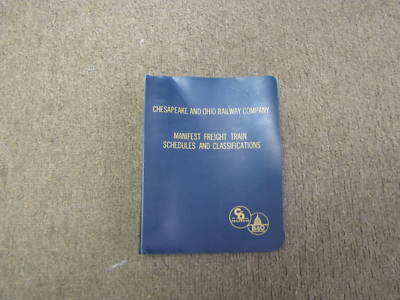 CHESAPEAKE AND OHIO RAILWAY COMPANY
MANIFEST FREIGHT TRAIN
SCHEDULES AND CLASSIFICATIONS
B&O